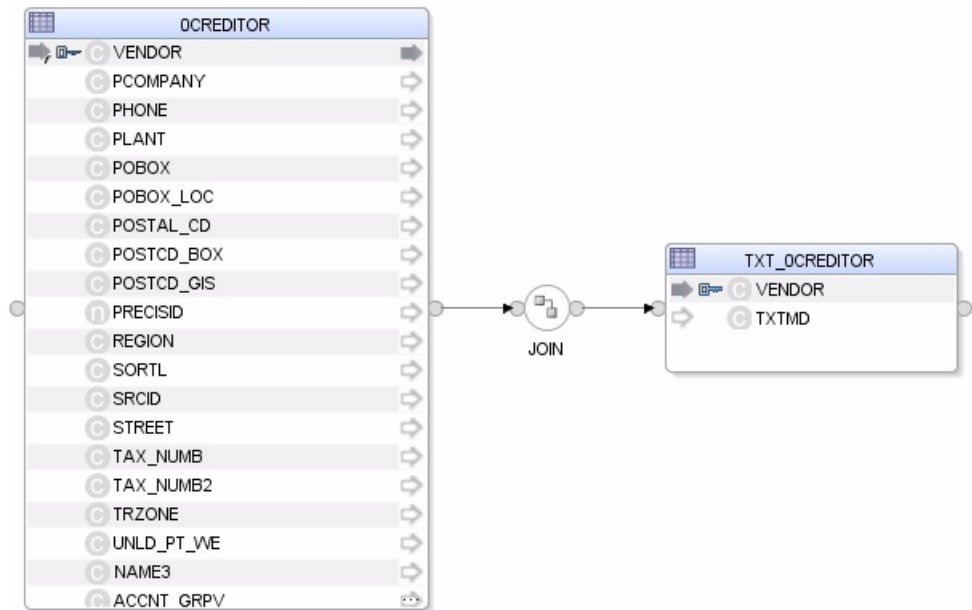 0CREDITOR
VENDOR
PCOMPANY
PHONE
PLANT
POBOX
POBOX_LOC
POSTAL_CD
POSTCD_BOX
POSTCD_GIS
PRECISID
REGION
SORTL
SRCID
STREET
TAX_NUMB
TAX_NUMB2
TRZONE
UNLD_PT_WE
NAME3
ACCNT_GRPV
JOIN
TXT_0CREDITOR
VENDOR
TXTMD